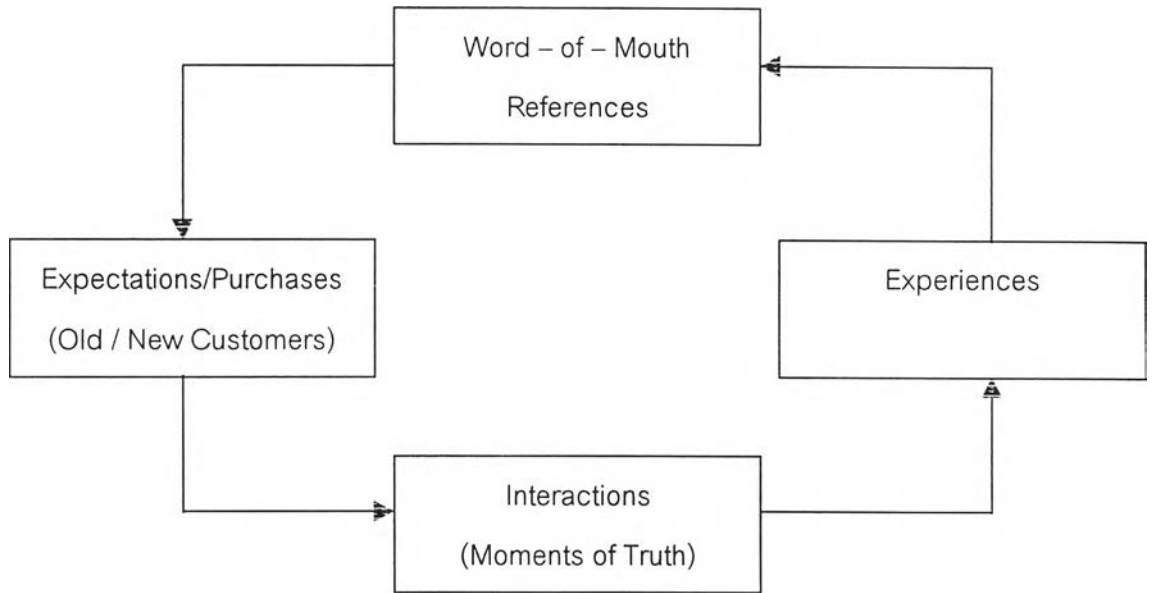 Word – of – Mouth
References
Expectations/Purchases
(Old / New Customers)
Experiences
Interactions
(Moments of Truth)